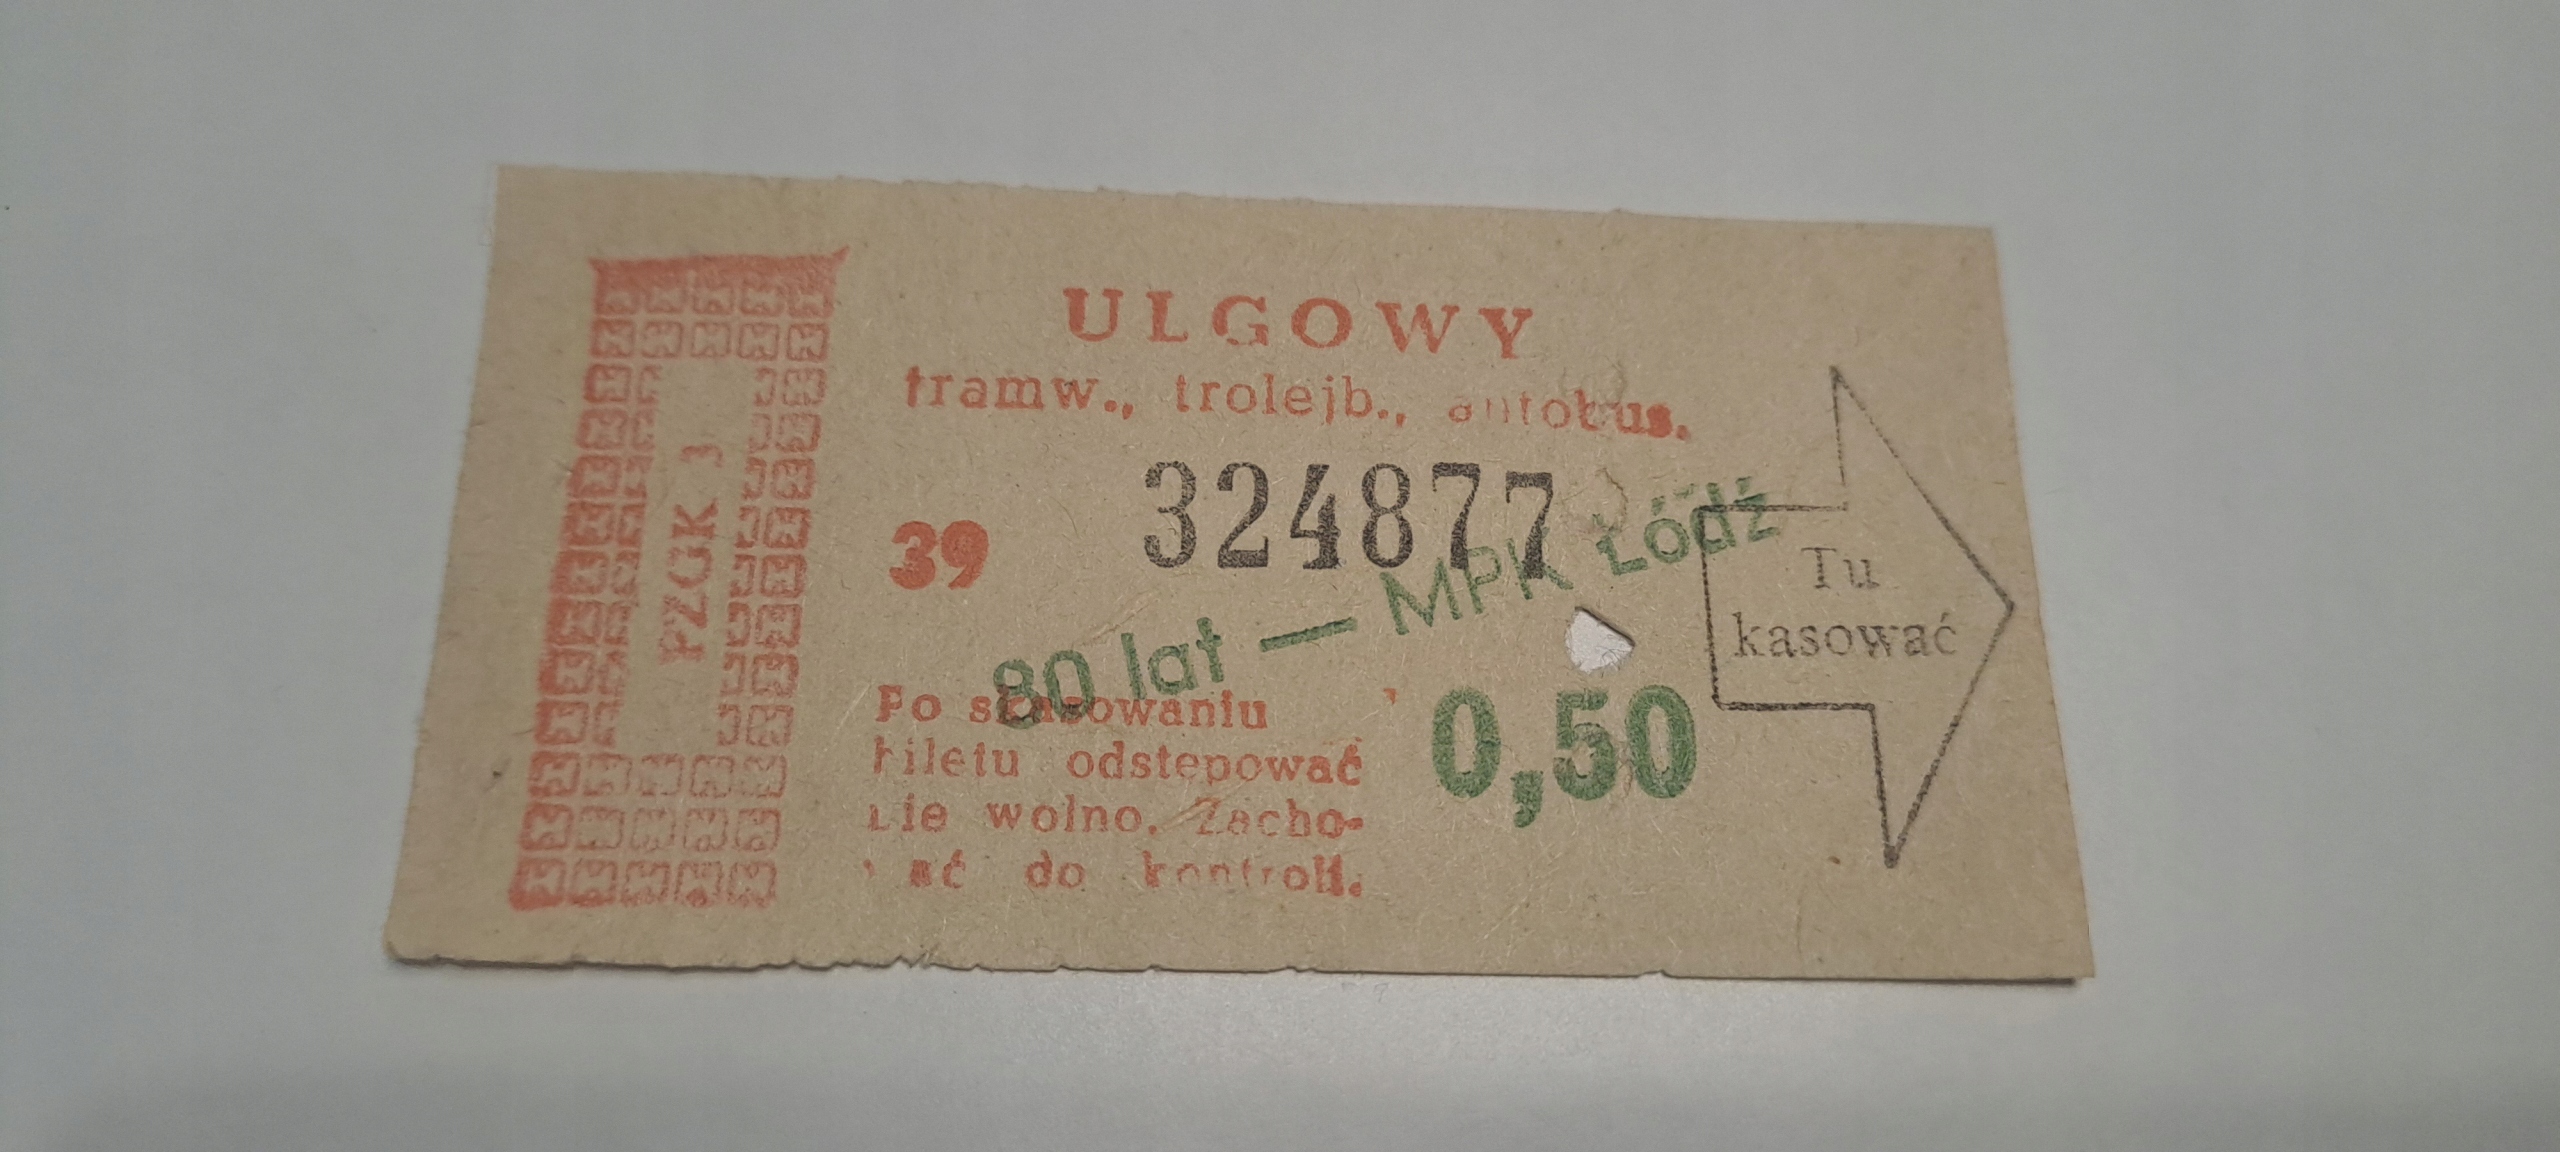 ULGOWY
tramw., trolejb., autobus.
324877
39
80 lat — MPK Łódź
PZGK 3
Po skasowaniu
biletu odstępować
nie wolno. Zacho-
wać do kontroli.
0,50
Tu
kasować